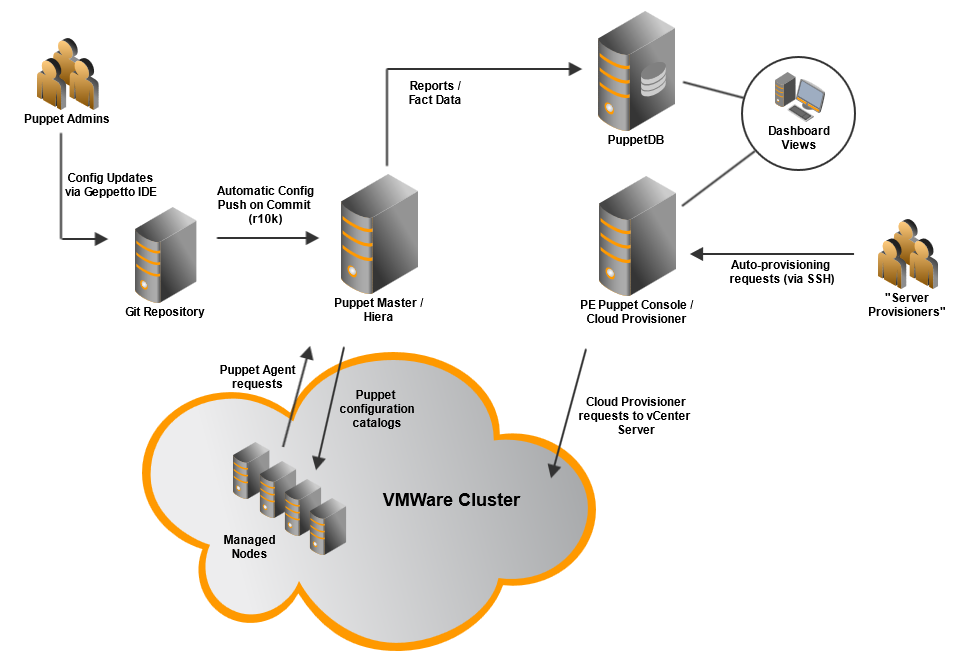 Puppet Admins
Config Updates
via Geppetto IDE
Git Repository
Automatic Config
Push on Commit
(r10k)
Puppet Master /
Hiera
Reports /
Fact Data
PuppetDB
Dashboard
Views
PE Puppet Console /
Cloud Provisioner
Auto-provisioning
requests (via SSH)
"Server
Provisioners"
Puppet Agent
requests
Puppet
configuration
catalogs
Cloud Provisioner
requests to vCenter
Server
VMWare Cluster
Managed
Nodes